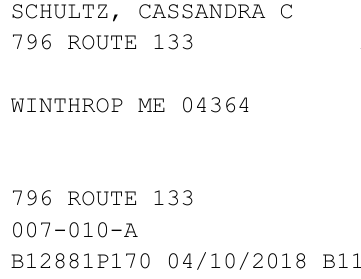 SCHULTZ, CASSANDRA C
796 ROUTE 133
WINTHROP ME 04364
796 ROUTE 133
007-010-A
B12881P170 04/10/2018 B11